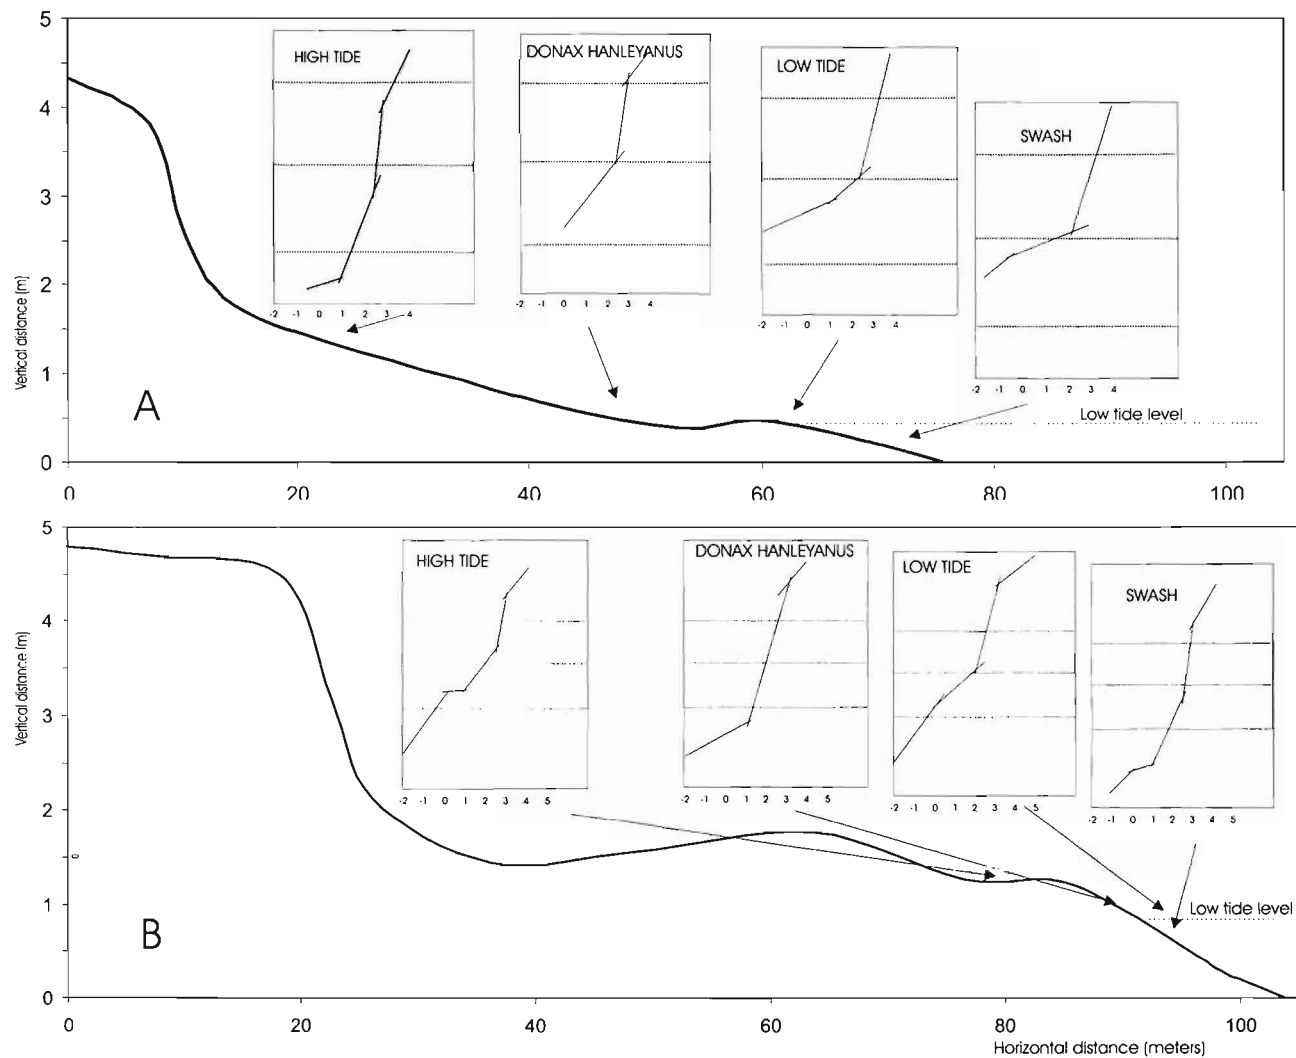 5
HIGH TIDE
DONAX HANLEYANUS
LOW TIDE
4
SWASH
3
2
-2 -1 0 1 2 3 4
-2 -1 0 1 2 3 4
-2 -1 0 1 2 3 4
-2 -1 0 1 2 3 4
Vertical distance (m)
1
A
Low tide level
0
0 20 40 60 80 100
5
HIGH TIDE
DONAX HANLEYANUS
LOW TIDE
SWASH
4
Vertical distance (m)
3
-2 -1 0 1 2 3 4 5
-2 -1 0 1 2 3 4 5
-2 -1 0 1 2 3 4 5
-2 -1 0 1 2 3 4 5
2
1
Low tide level
B
0
0 20 40 60 80 100
Horizontal distance (meters)